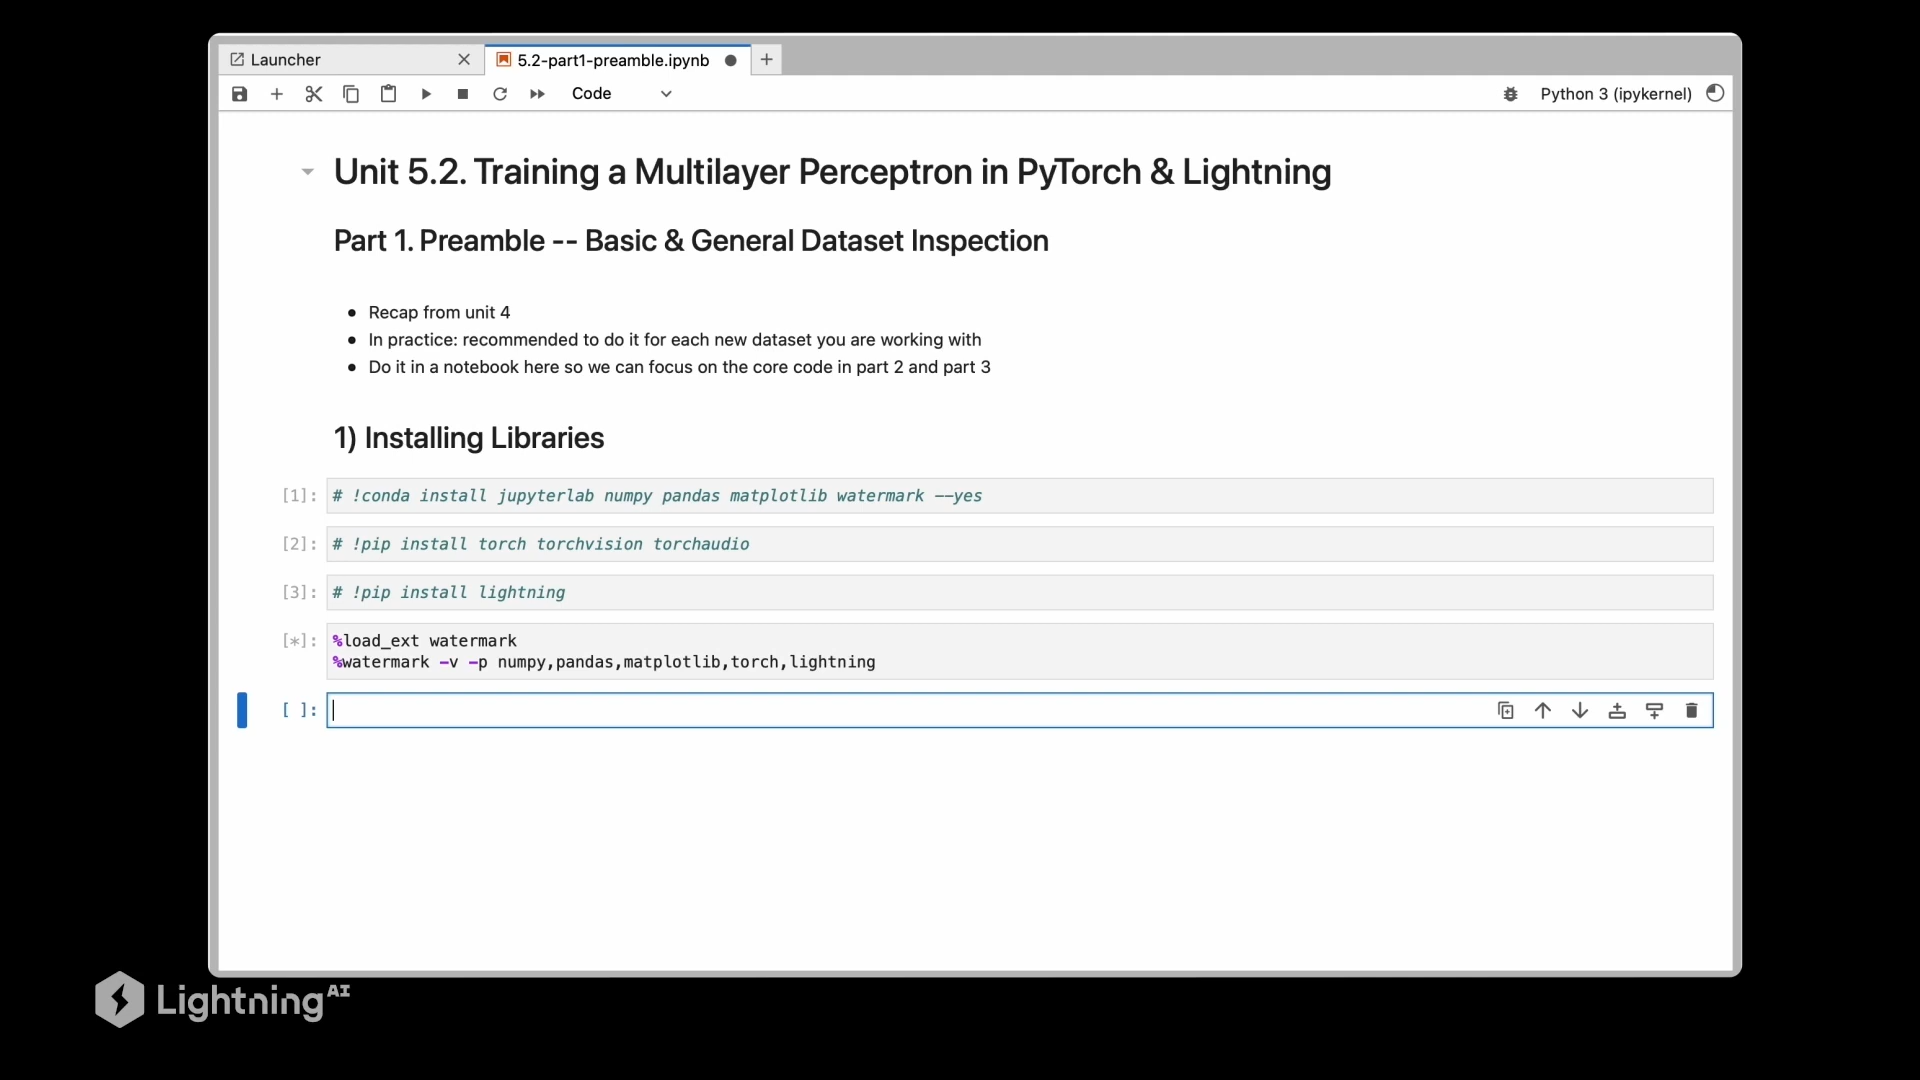 Launcher
5.2-part1-preamble.ipynb
Code
Python 3 (ipykernel)
Unit 5.2. Training a Multilayer Perceptron in PyTorch & Lightning
Part 1. Preamble -- Basic & General Dataset Inspection
Recap from unit 4
In practice: recommended to do it for each new dataset you are working with
Do it in a notebook here so we can focus on the core code in part 2 and part 3
1) Installing Libraries
[1]: # !conda install jupyterlab numpy pandas matplotlib watermark --yes
[2]: # !pip install torch torchvision torchaudio
[3]: # !pip install lightning
[*]: %load_ext watermark
%watermark -v -p numpy,pandas,matplotlib,torch,lightning
[ ]:
Lightning AI